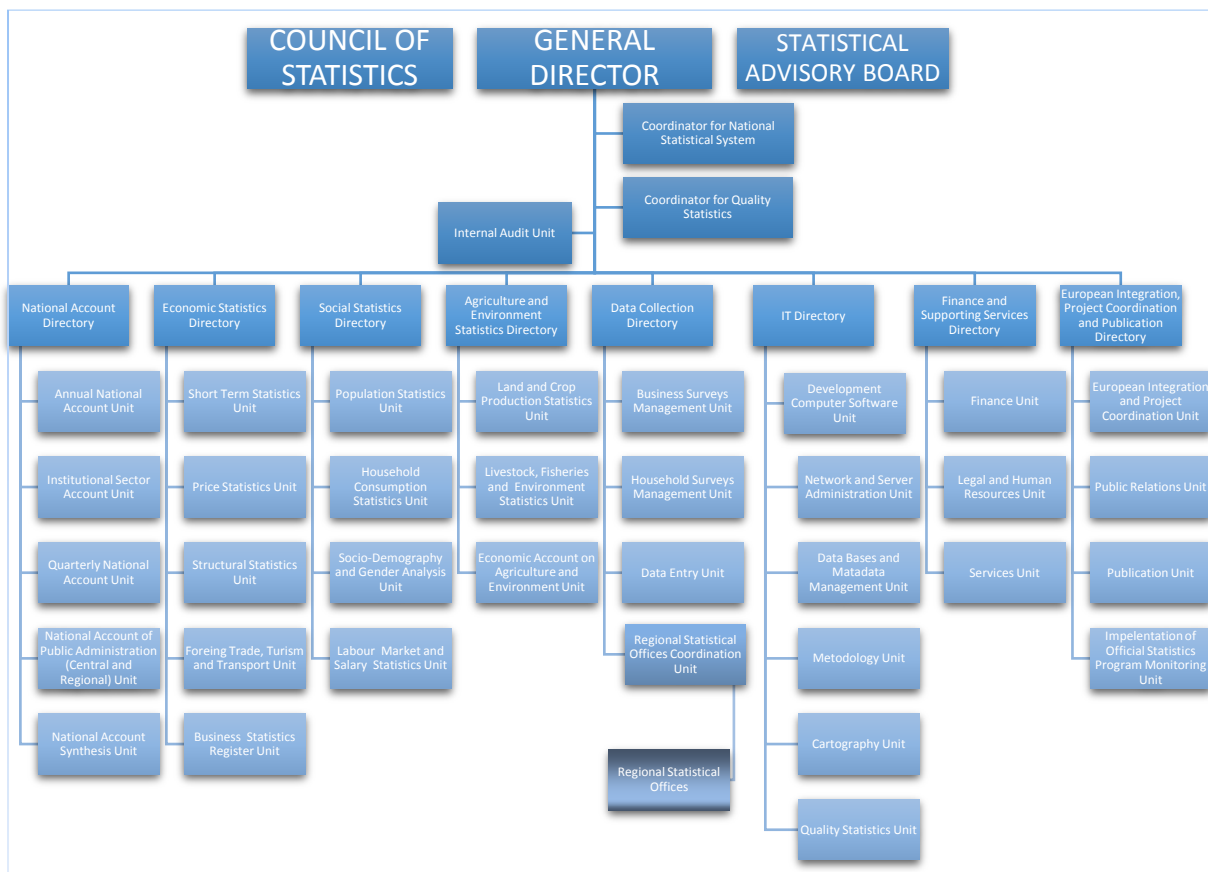 COUNCIL OF
STATISTICS
GENERAL
DIRECTOR
STATISTICAL
ADVISORY BOARD
Coordinator for National
Statistical System
Coordinator for Quality
Statistics
Internal Audit Unit
National Account
Directory
Economic Statistics
Directory
Social Statistics
Directory
Agriculture and
Environment
Statistics Directory
Data Collection
Directory
IT Directory
Finance and
Supporting Services
Directory
European Integration,
Project Coordination
and Publication
Directory
Annual National
Account Unit
Institutional Sector
Account Unit
Quarterly National
Account Unit
National Account of
Public Administration
(Central and
Regional) Unit
National Account
Synthesis Unit
Short Term Statistics
Unit
Price Statistics Unit
Structural Statistics
Unit
Foreing Trade, Turism
and Transport Unit
Business Statistics
Register Unit
Population Statistics
Unit
Household
Consumption
Statistics Unit
Socio-Demography
and Gender Analysis
Unit
Labour Market and
Salary Statistics Unit
Land and Crop
Production Statistics
Unit
Livestock, Fisheries
and Environment
Statistics Unit
Economic Account on
Agriculture and
Environment Unit
Business Surveys
Management Unit
Household Surveys
Management Unit
Data Entry Unit
Regional Statistical
Offices Coordination
Unit
Regional Statistical
Offices
Development
Computer Software
Unit
Network and Server
Administration Unit
Data Bases and
Matadata
Management Unit
Metodology Unit
Cartography Unit
Quality Statistics Unit
Finance Unit
Legal and Human
Resources Unit
Services Unit
European Integration
and Project
Coordination Unit
Public Relations Unit
Publication Unit
Impelentation of
Official Statistics
Program Monitoring
Unit